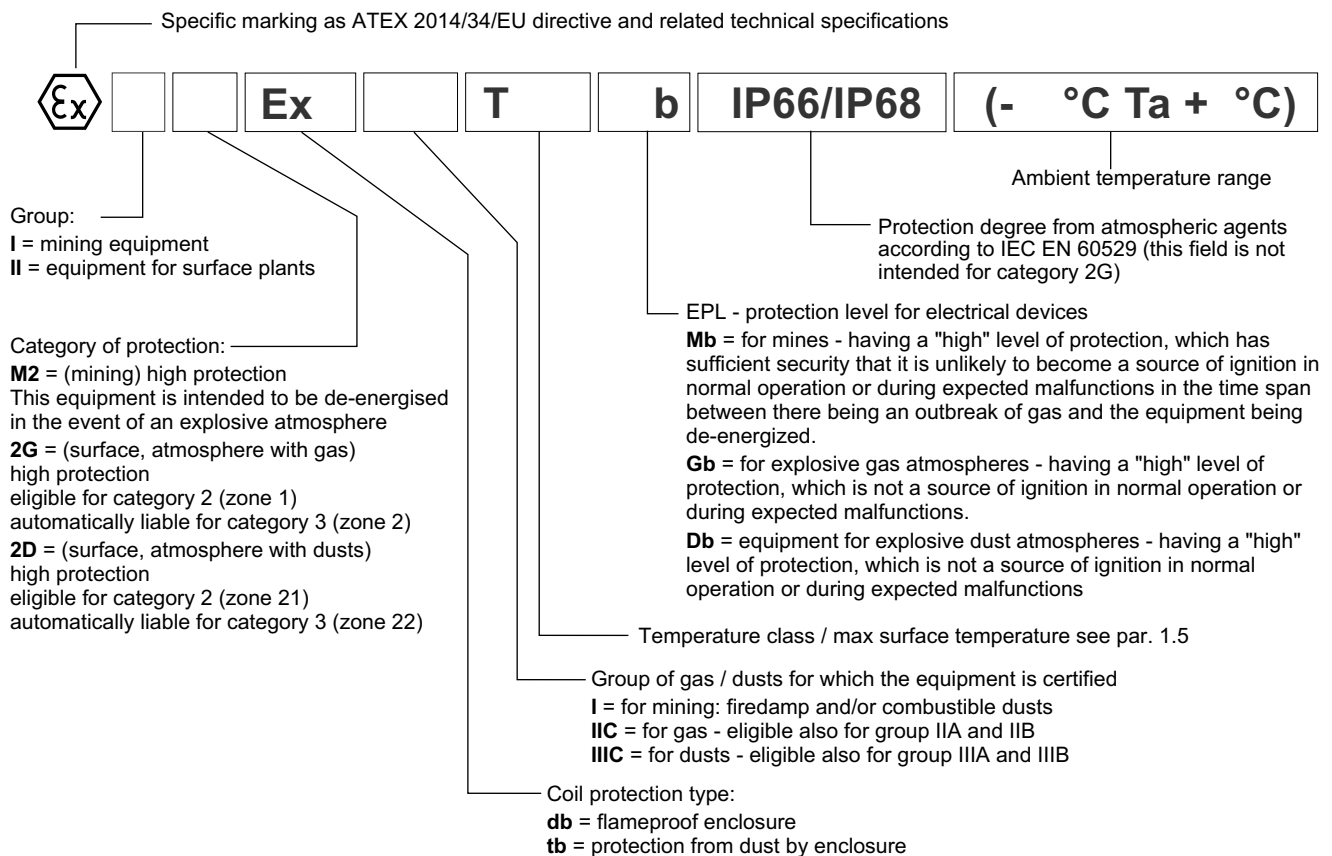 Specific marking as ATEX 2014/34/EU directive and related technical specifications
Ex Ex T b IP66/IP68 (- °C Ta + °C)
Ambient temperature range
Group:
I = mining equipment
II = equipment for surface plants
Protection degree from atmospheric agents
according to IEC EN 60529 (this field is not
intended for category 2G)
Category of protection:
M2 = (mining) high protection
This equipment is intended to be de-energised
in the event of an explosive atmosphere
2G = (surface, atmosphere with gas)
high protection
eligible for category 2 (zone 1)
automatically liable for category 3 (zone 2)
2D = (surface, atmosphere with dusts)
high protection
eligible for category 2 (zone 21)
automatically liable for category 3 (zone 22)
EPL - protection level for electrical devices
Mb = for mines - having a "high" level of protection, which has
sufficient security that it is unlikely to become a source of ignition in
normal operation or during expected malfunctions in the time span
between there being an outbreak of gas and the equipment being
de-energized.
Gb = for explosive gas atmospheres - having a "high" level of
protection, which is not a source of ignition in normal operation or
during expected malfunctions.
Db = equipment for explosive dust atmospheres - having a "high"
level of protection, which is not a source of ignition in normal
operation or during expected malfunctions
Temperature class / max surface temperature see par. 1.5
Group of gas / dusts for which the equipment is certified
I = for mining: firedamp and/or combustible dusts
IIC = for gas - eligible also for group IIA and IIB
IIIC = for dusts - eligible also for group IIIA and IIIB
Coil protection type:
db = flameproof enclosure
tb = protection from dust by enclosure